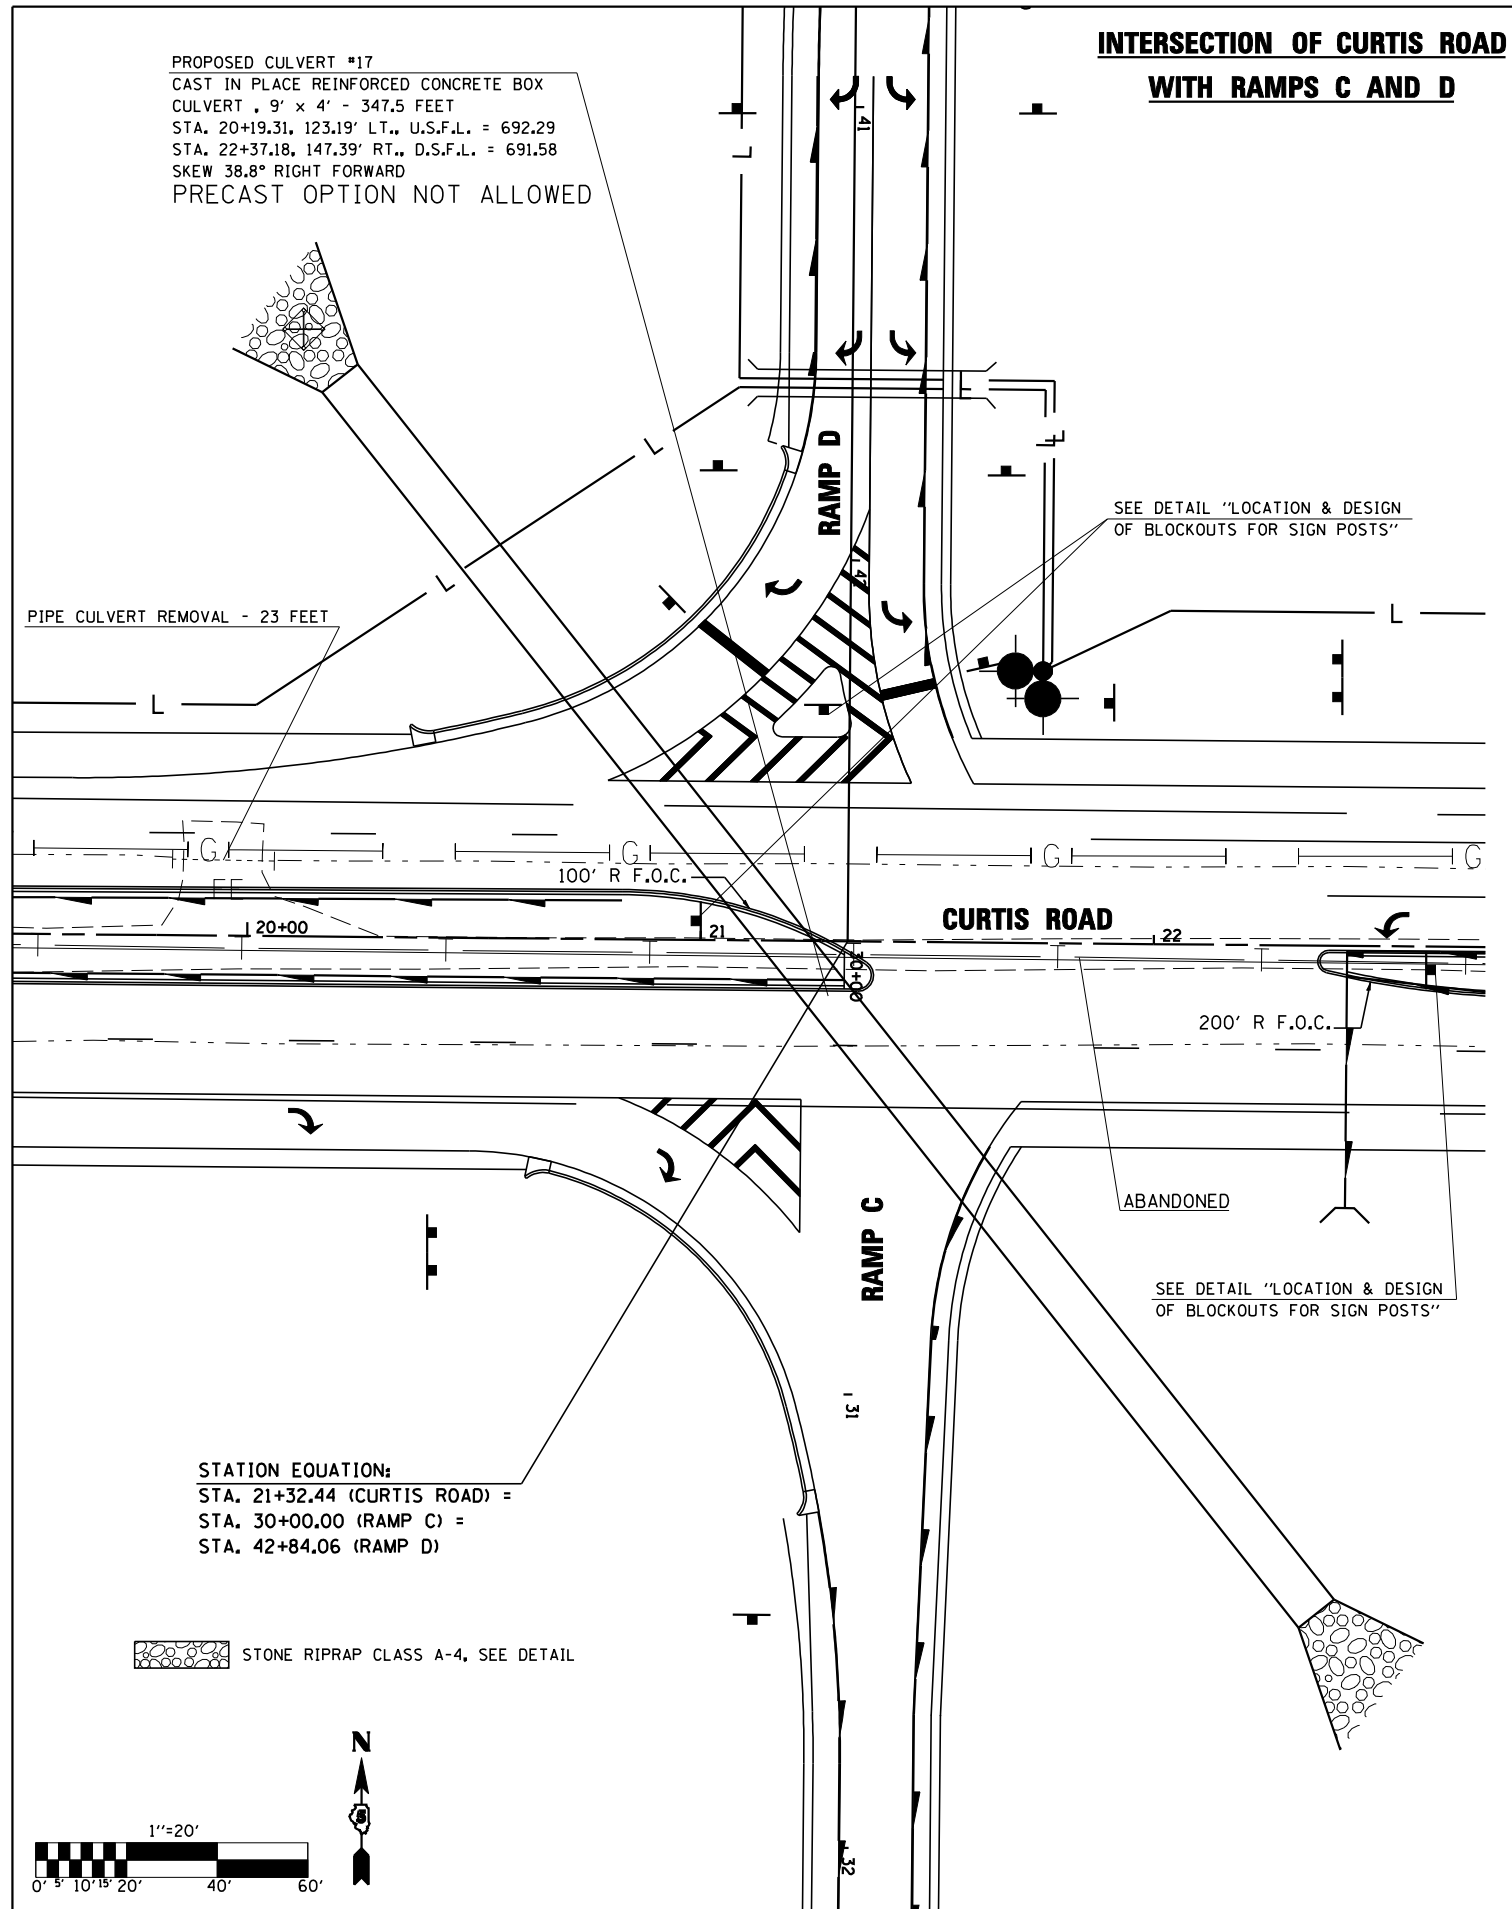 INTERSECTION OF CURTIS ROAD
WITH RAMPS C AND D
PROPOSED CULVERT #17
CAST IN PLACE REINFORCED CONCRETE BOX
CULVERT , 9' x 4' - 347.5 FEET
STA. 20+19.31, 123.19' LT., U.S.F.L. = 692.29
STA. 22+37.18, 147.39' RT., D.S.F.L. = 691.58
SKEW 38.8° RIGHT FORWARD
PRECAST OPTION NOT ALLOWED
41
L
L
L
L
L
L
RAMP D
SEE DETAIL "LOCATION & DESIGN
OF BLOCKOUTS FOR SIGN POSTS"
42
PIPE CULVERT REMOVAL - 23 FEET
L
L
G
G
G
G
FE
100' R F.O.C.
CURTIS ROAD
20+00
21
22
30+00
200' R F.O.C.
ABANDONED
RAMP C
SEE DETAIL "LOCATION & DESIGN
OF BLOCKOUTS FOR SIGN POSTS"
31
STATION EQUATION:
STA. 21+32.44 (CURTIS ROAD) =
STA. 30+00.00 (RAMP C) =
STA. 42+84.06 (RAMP D)
STONE RIPRAP CLASS A-4, SEE DETAIL
N
5
1"=20'
0' 5' 10' 15' 20' 40' 60'
32